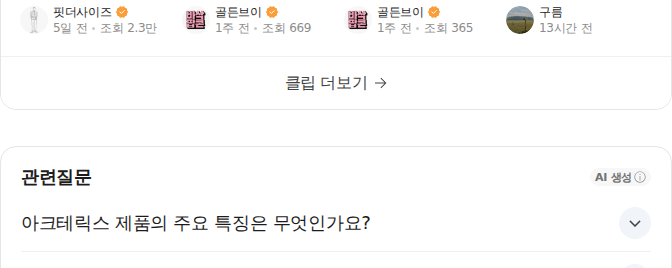 핏더사이즈
5일 전 · 조회 2.3만
골든브이
1주 전 · 조회 669
골든브이
1주 전 · 조회 365
구름
13시간 전
클립 더보기 →
관련질문
AI 생성
아크테릭스 제품의 주요 특징은 무엇인가요?